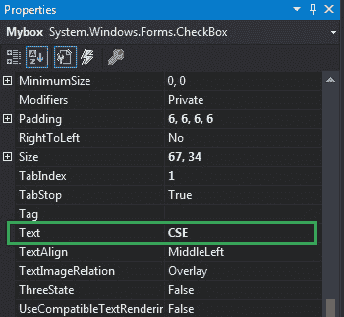 Properties
Mybox System.Windows.Forms.CheckBox
MinimumSize 0, 0
Modifiers Private
Padding 6, 6, 6, 6
RightToLeft No
Size 67, 34
TabIndex 1
TabStop True
Tag
Text CSE
TextAlign MiddleLeft
TextImageRelation Overlay
ThreeState False
UseCompatibleTextRenderin False